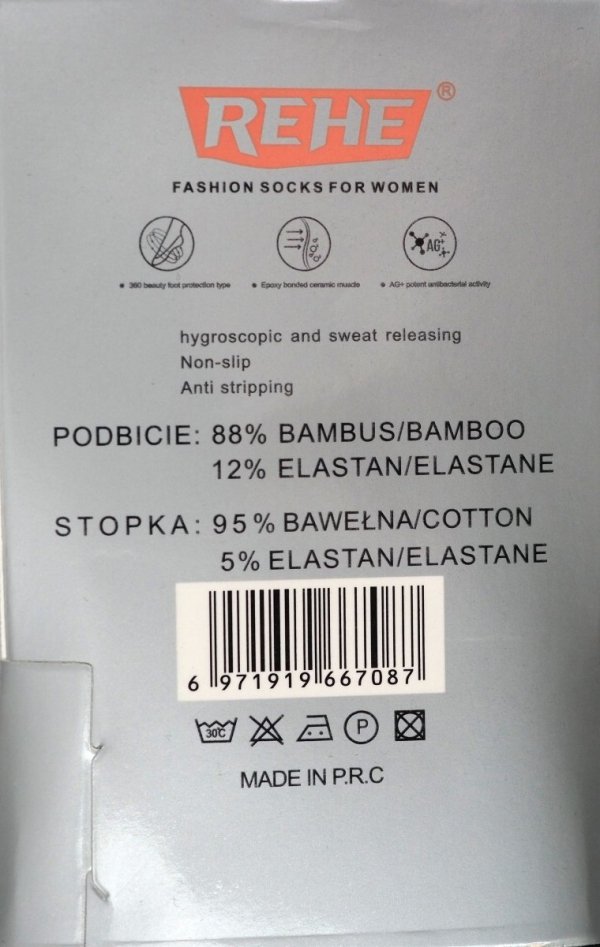 REHE ®
FASHION SOCKS FOR WOMEN
AG+
• 360 beauty foot protection type • Epoxy bonded ceramic muscle • AG+ potent antibacterial activity
hygroscopic and sweat releasing
Non-slip
Anti stripping
PODBICIE: 88% BAMBUS/BAMBOO
12% ELASTAN/ELASTANE
STOPKA: 95% BAWEŁNA/COTTON
5% ELASTAN/ELASTANE
6 971919 667087
30°C P
MADE IN P.R.C